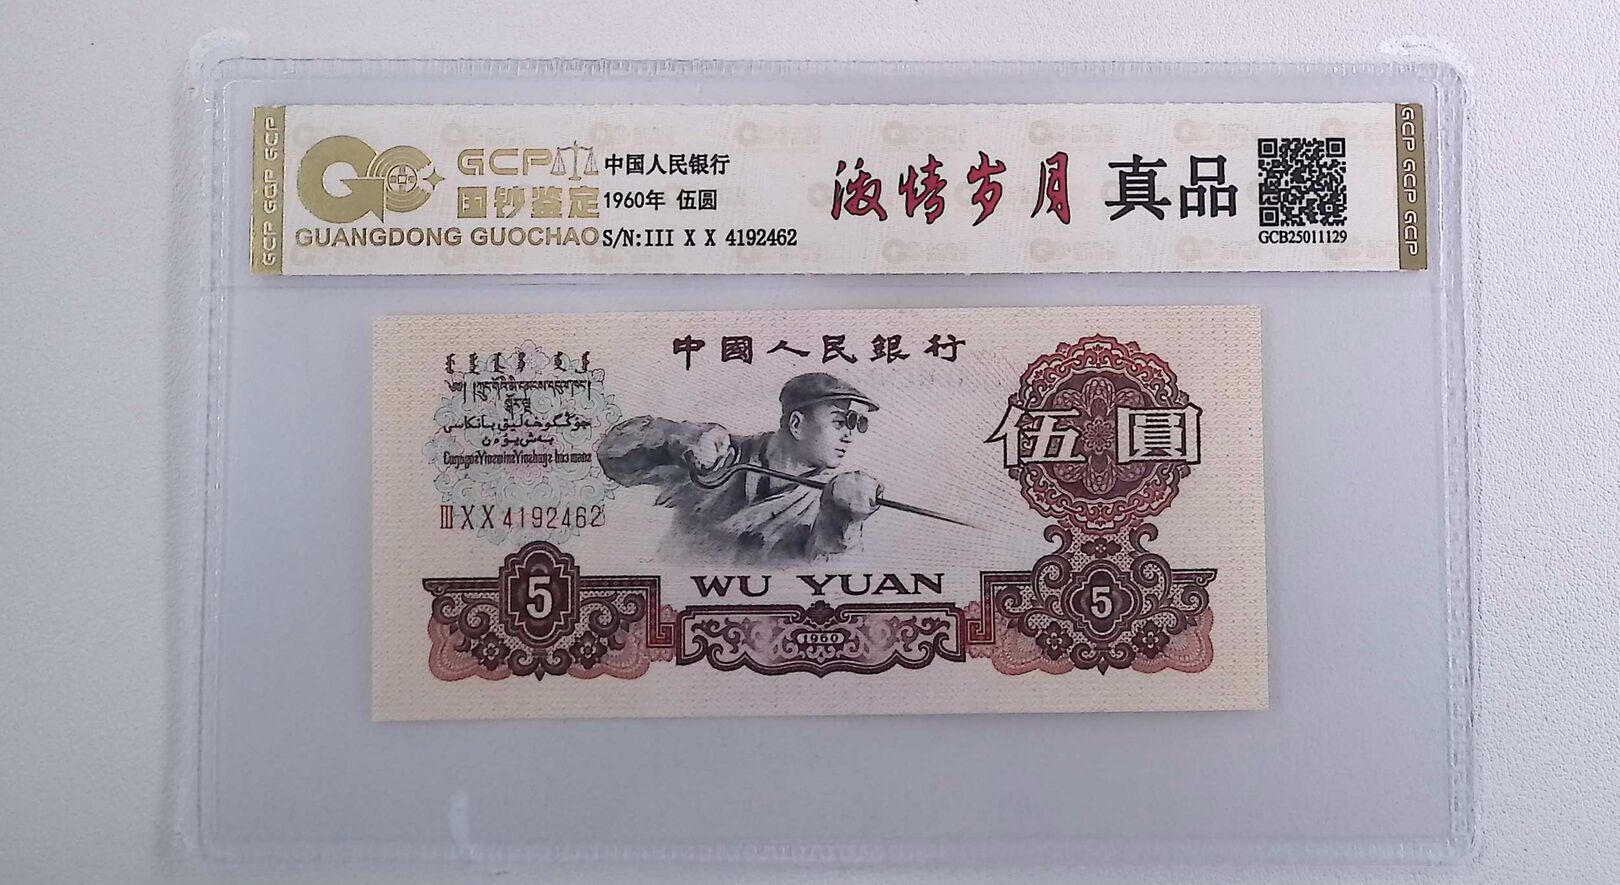 GCP GCP GCP
GCP
国钞鉴定
GUANGDONG GUOCHAO
中国人民银行
1960年 伍圆
S/N:III X X 4192462
激情岁月 真品
GCB25011129
GCP GCP GCP
中國人民銀行
伍圓
III X X 4192462
5
WU YUAN
1960
5